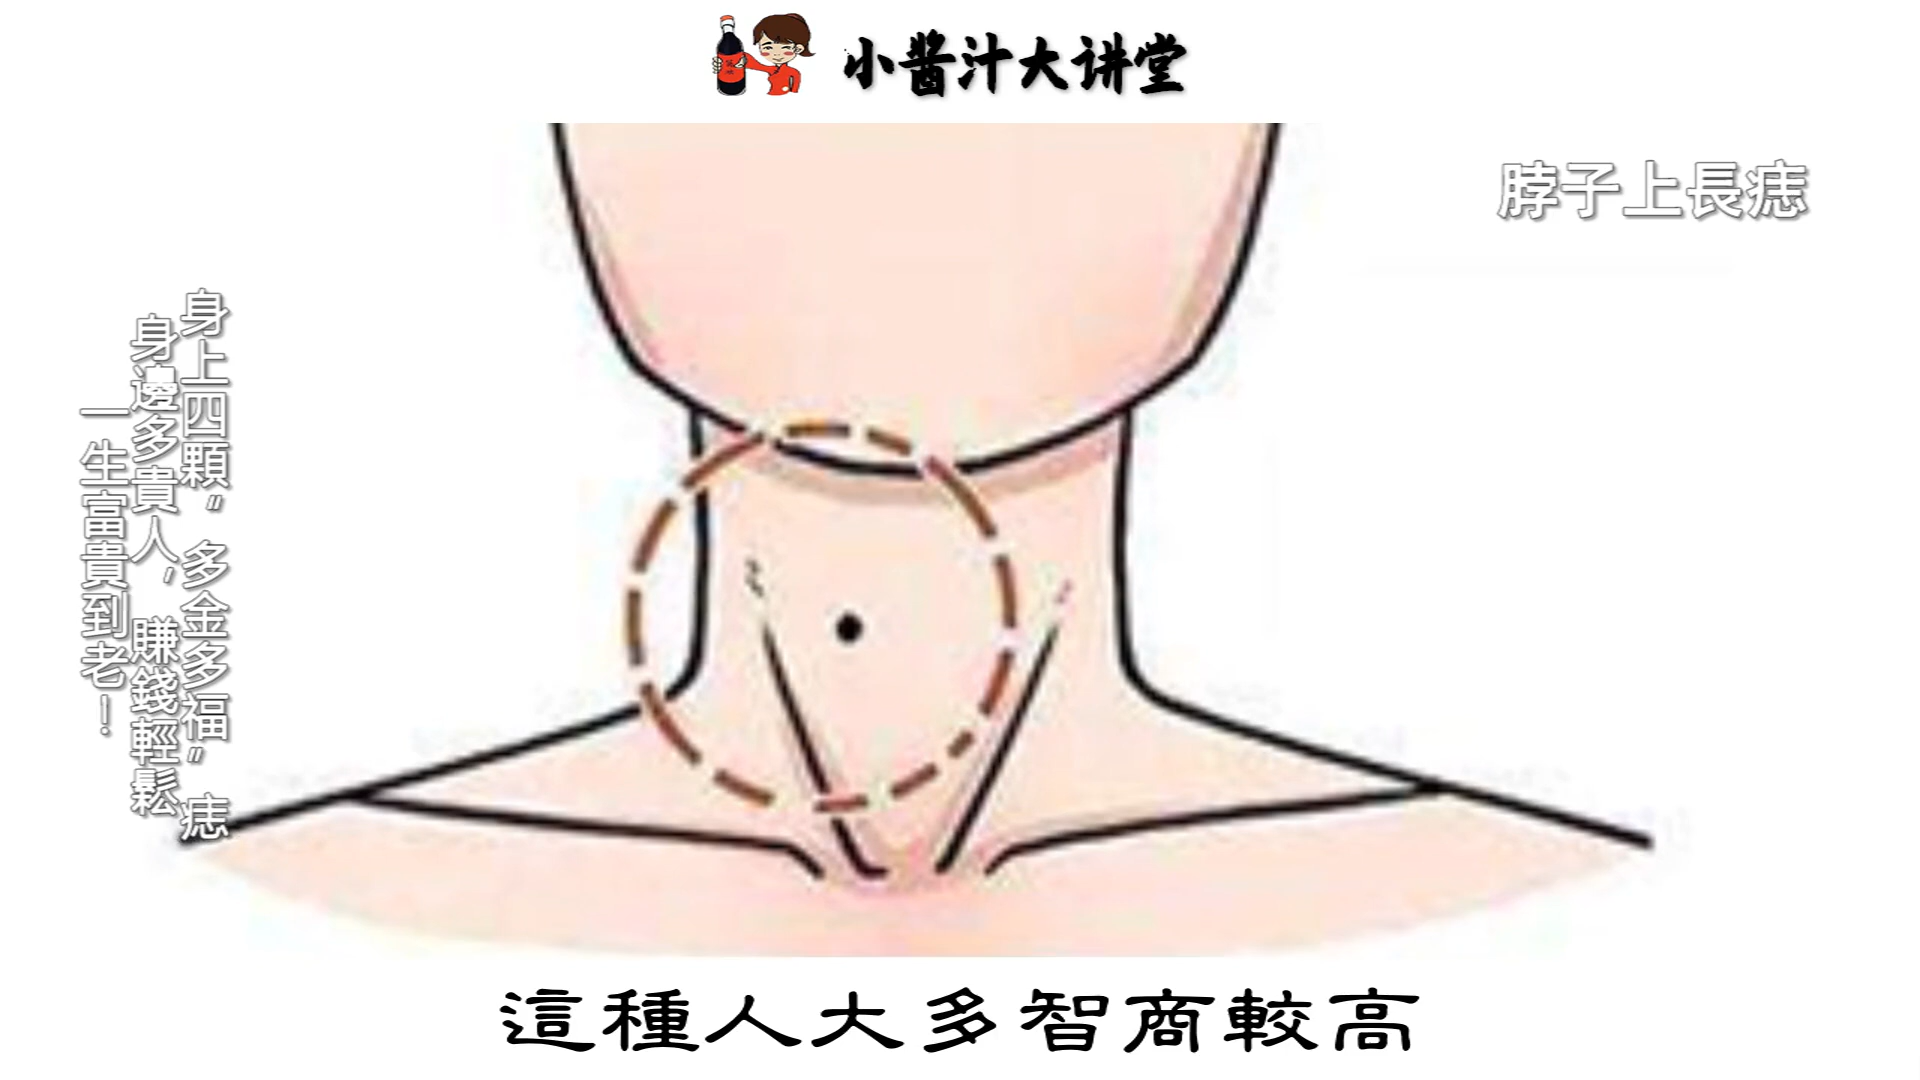 小酱汁大讲堂
脖子上長痣
身上四顆〞多金多福〞痣
身邊多貴人，賺錢輕鬆
一生富貴到老！
這種人大多智商較高